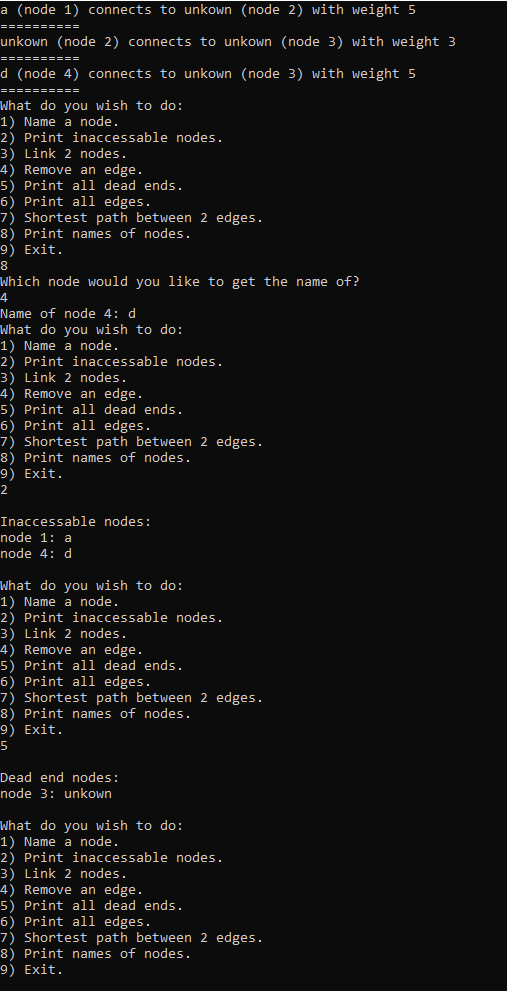 a (node 1) connects to unkown (node 2) with weight 5
==========
unkown (node 2) connects to unkown (node 3) with weight 3
==========
d (node 4) connects to unkown (node 3) with weight 5
==========
What do you wish to do:
1) Name a node.
2) Print inaccessable nodes.
3) Link 2 nodes.
4) Remove an edge.
5) Print all dead ends.
6) Print all edges.
7) Shortest path between 2 edges.
8) Print names of nodes.
9) Exit.
8
Which node would you like to get the name of?
4
Name of node 4: d
What do you wish to do:
1) Name a node.
2) Print inaccessable nodes.
3) Link 2 nodes.
4) Remove an edge.
5) Print all dead ends.
6) Print all edges.
7) Shortest path between 2 edges.
8) Print names of nodes.
9) Exit.
2
Inaccessable nodes:
node 1: a
node 4: d
What do you wish to do:
1) Name a node.
2) Print inaccessable nodes.
3) Link 2 nodes.
4) Remove an edge.
5) Print all dead ends.
6) Print all edges.
7) Shortest path between 2 edges.
8) Print names of nodes.
9) Exit.
5
Dead end nodes:
node 3: unkown
What do you wish to do:
1) Name a node.
2) Print inaccessable nodes.
3) Link 2 nodes.
4) Remove an edge.
5) Print all dead ends.
6) Print all edges.
7) Shortest path between 2 edges.
8) Print names of nodes.
9) Exit.